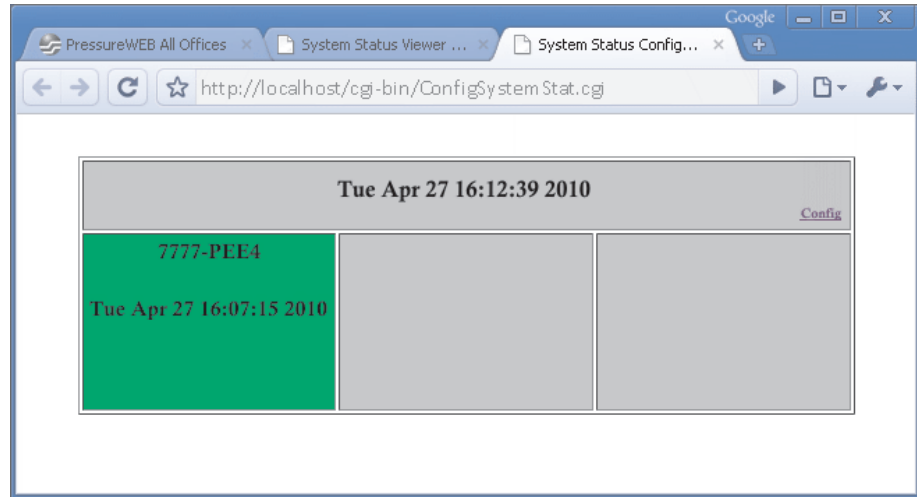 Google
PressureWEB All Offices
System Status Viewer ...
System Status Config...
http://localhost/cgi-bin/ConfigSystemStat.cgi
Tue Apr 27 16:12:39 2010
Config
7777-PEE4
Tue Apr 27 16:07:15 2010